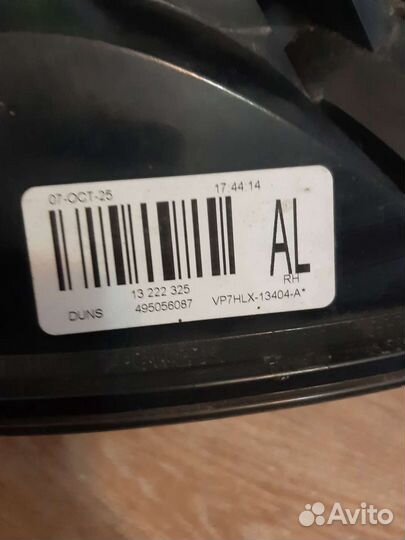 07-OCT-25 17:44:14
AL
RH
13 222 325
DUNS 495056087 VP7HLX-13404-A*
Avito